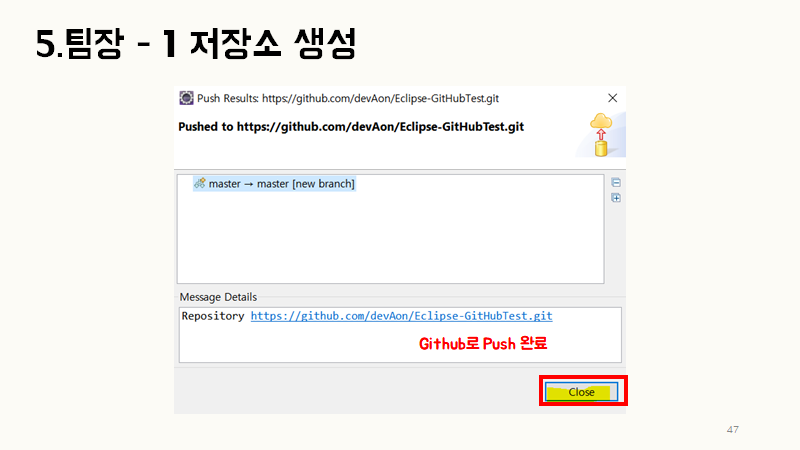 5.팀장 - 1 저장소 생성
Push Results: https://github.com/devAon/Eclipse-GitHubTest.git
Pushed to https://github.com/devAon/Eclipse-GitHubTest.git
master → master [new branch]
Message Details
Repository https://github.com/devAon/Eclipse-GitHubTest.git
Github로 Push 완료
Close
47